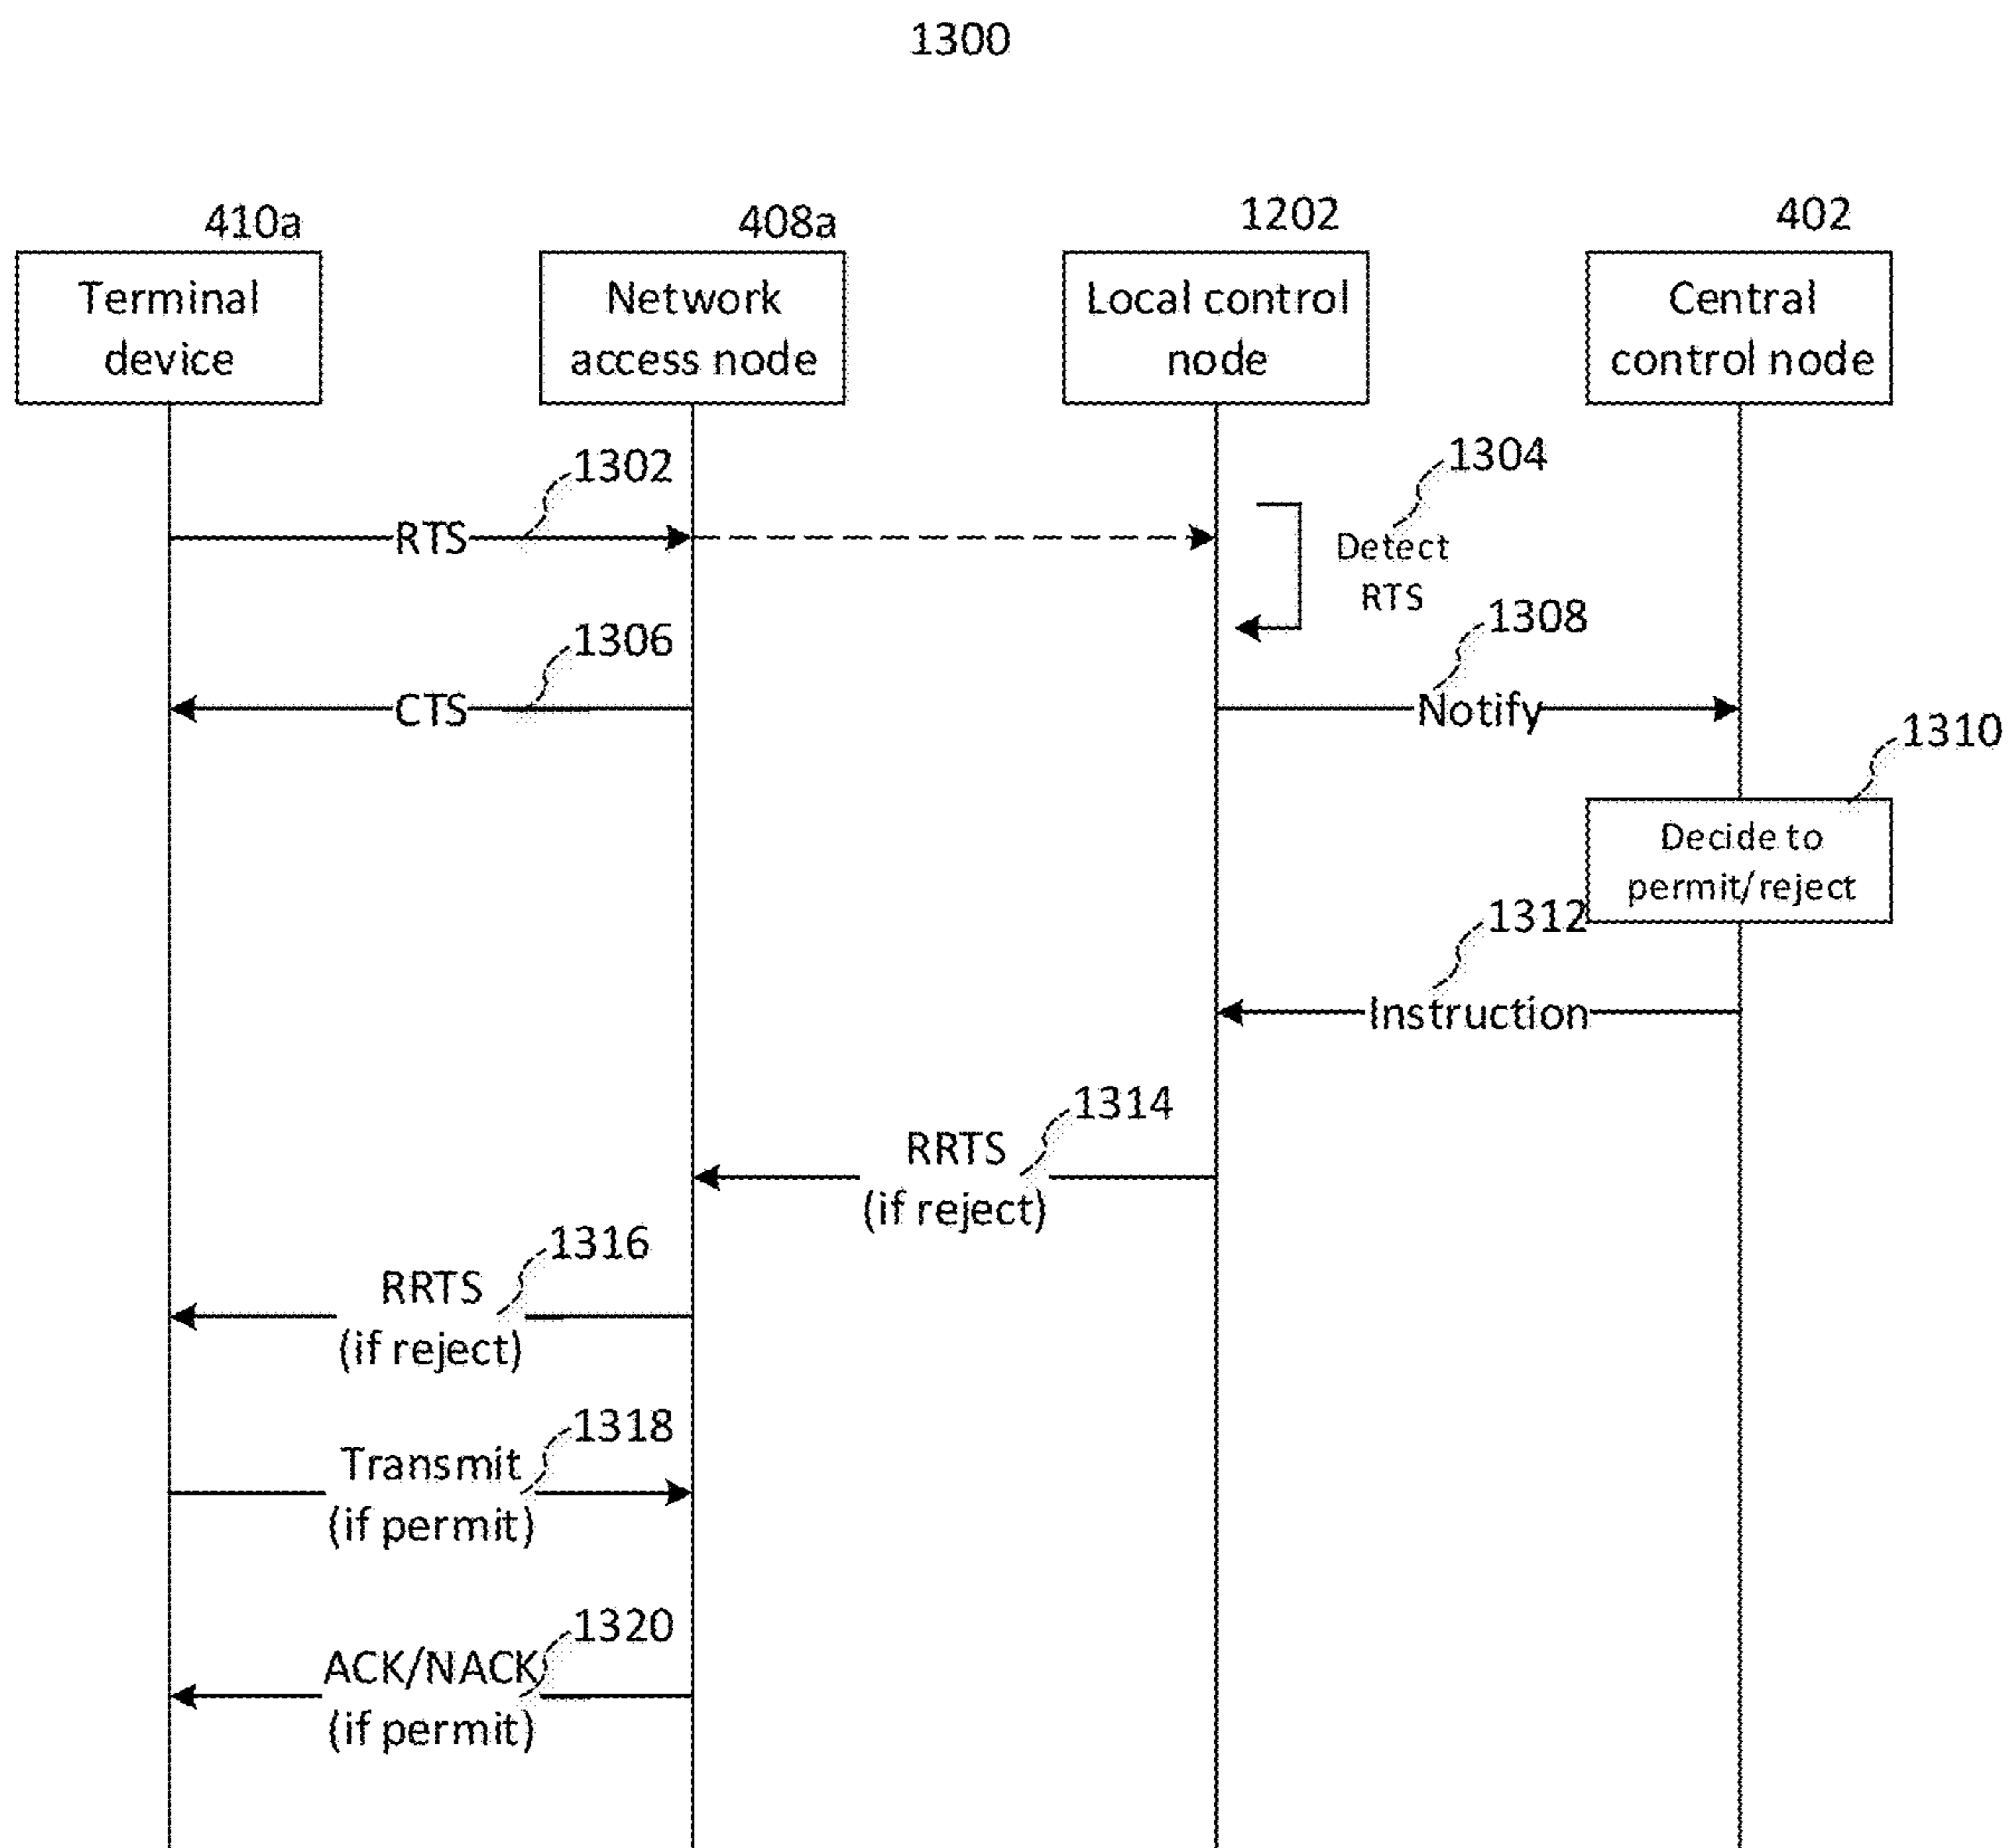 1300
410a
408a
1202
402
Terminal
device
Network
access node
Local control
node
Central
control node
1302
1304
RTS
Detect
RTS
1306
1308
CTS
Notify
1310
Decide to
permit/reject
1312
Instruction
1314
RRTS
(if reject)
1316
RRTS
(if reject)
1318
Transmit
(if permit)
1320
ACK/NACK
(if permit)